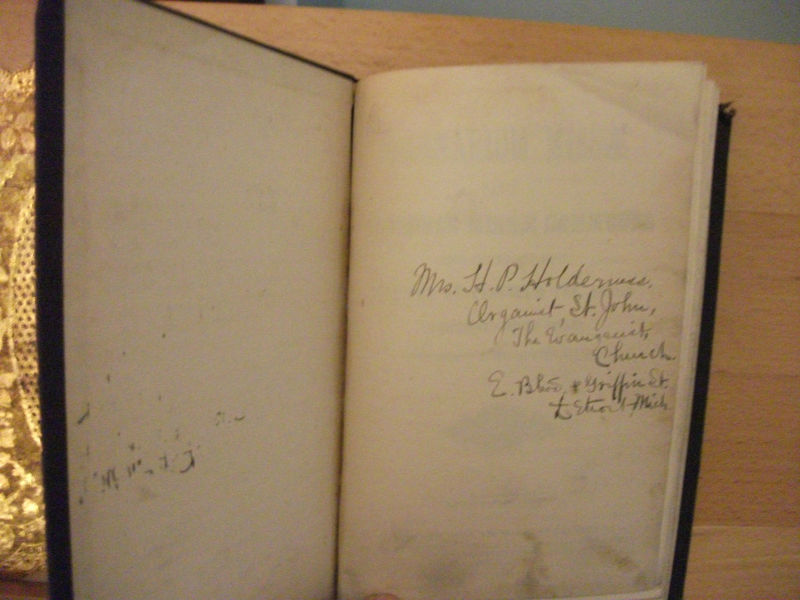 Mrs. H. P. Holderness.
Organist, St. John,
The Evangelist,
Church.
E. Blvd, & Griffin St.
Detroit Mich